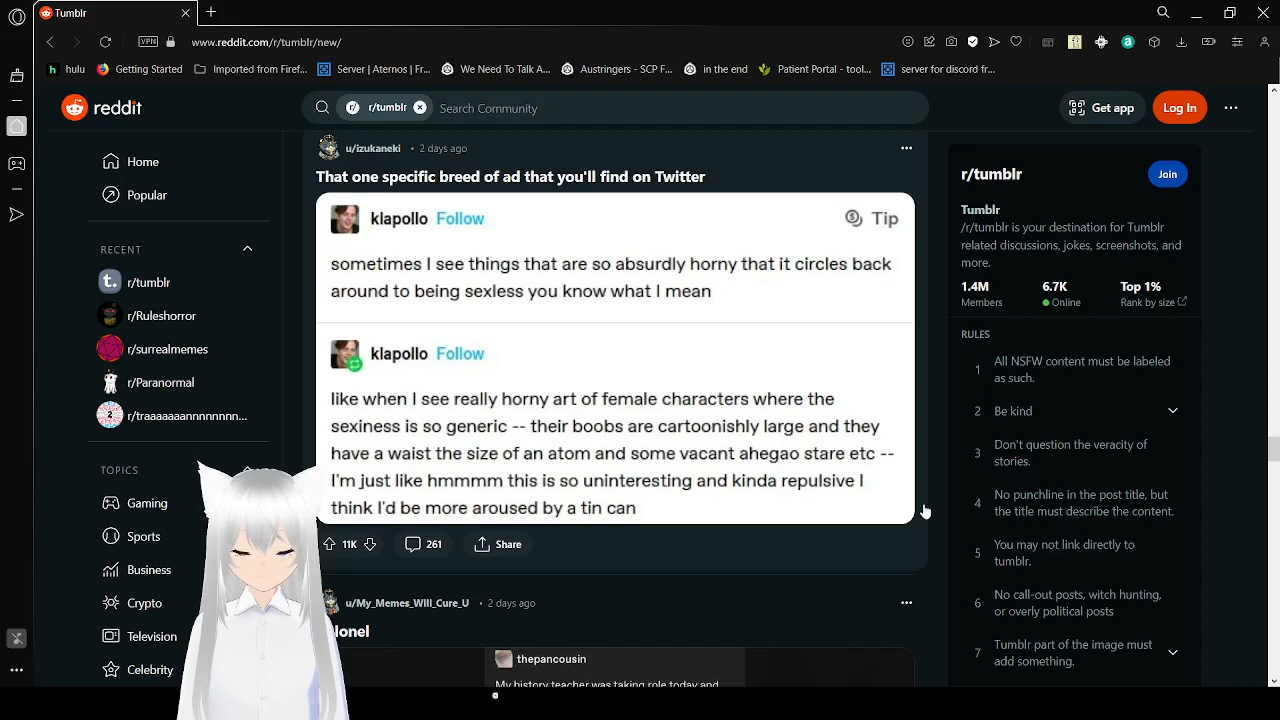 Tumblr
VPN
www.reddit.com/r/tumblr/new/
hulu
Getting Started
Imported from Firef...
Server | Aternos | Fr...
We Need To Talk A...
Austringers - SCP F...
in the end
Patient Portal - tool...
server for discord fr...
reddit
r/tumblr
Search Community
Get app
Log In
Home
Popular
RECENT
r/tumblr
r/Ruleshorror
r/surrealmemes
r/Paranormal
r/traaaaaaannnnnnnn...
TOPICS
Gaming
Sports
Business
Crypto
Television
Celebrity
u/izukaneki • 2 days ago
That one specific breed of ad that you'll find on Twitter
klapollo Follow
Tip
sometimes I see things that are so absurdly horny that it circles back
around to being sexless you know what I mean
klapollo Follow
like when I see really horny art of female characters where the
sexiness is so generic -- their boobs are cartoonishly large and they
have a waist the size of an atom and some vacant ahegao stare etc --
I'm just like hmmmm this is so uninteresting and kinda repulsive I
think I'd be more aroused by a tin can
11K
261
Share
u/My_Memes_Will_Cure_U • 2 days ago
lonel
thepancousin
My history teacher was taking role today and
r/tumblr
Join
Tumblr
/r/tumblr is your destination for Tumblr
related discussions, jokes, screenshots, and
more.
1.4M
Members
6.7K
Online
Top 1%
Rank by size
RULES
1
All NSFW content must be labeled
as such.
2
Be kind
3
Don't question the veracity of
stories.
4
No punchline in the post title, but
the title must describe the content.
5
You may not link directly to
tumblr.
6
No call-out posts, witch hunting,
or overly political posts
7
Tumblr part of the image must
add something.